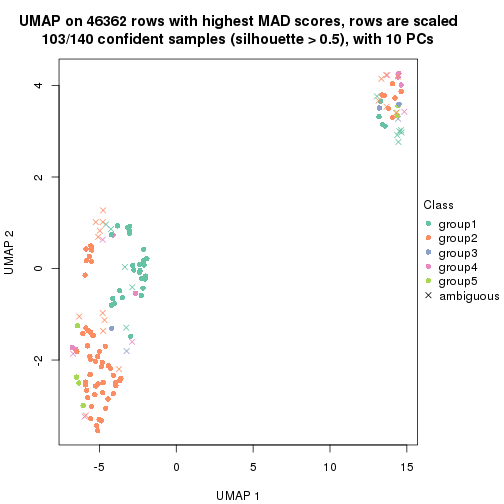 UMAP on 46362 rows with highest MAD scores, rows are scaled
103/140 confident samples (silhouette > 0.5), with 10 PCs
4
2
0
-2
UMAP 2
-5
0
5
10
15
UMAP 1
Class
group1
group2
group3
group4
group5
ambiguous